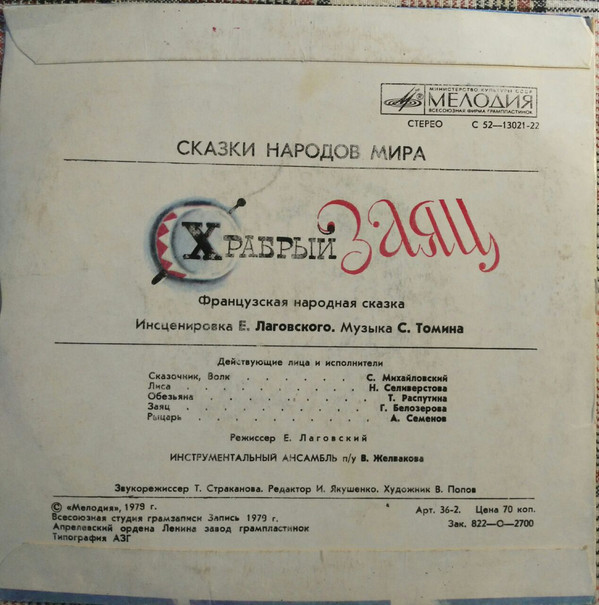 МИНИСТЕРСТВО КУЛЬТУРЫ СССР
МЕЛОДИЯ
ВСЕСОЮЗНАЯ ФИРМА ГРАМПЛАСТИНОК
СТЕРЕО С 52—13021-22
СКАЗКИ НАРОДОВ МИРА
ХРАБРЫЙ ЗАЯЦ
Французская народная сказка
Инсценировка Е. Лаговского. Музыка С. Томина
Действующие лица и исполнители
Сказочник, Волк . . . . . . . С. Михайловский
Лиса . . . . . . . . . . Н. Селиверстова
Обезьяна . . . . . . . . . Т. Распутина
Заяц . . . . . . . . . . Г. Белозерова
Рыцарь . . . . . . . . . . А. Семенов
Режиссер Е. Лаговский
ИНСТРУМЕНТАЛЬНЫЙ АНСАМБЛЬ п/у В. Желвакова
Звукорежиссер Т. Страканова. Редактор И. Якушенко. Художник В. Попов
© «Мелодия», 1979 г. Арт. 36-2. Цена 70 коп.
Всесоюзная студия грамзаписи Запись 1979 г. Зак. 822—О—2700
Апрелевский ордена Ленина завод грампластинок
Типография АЗГ